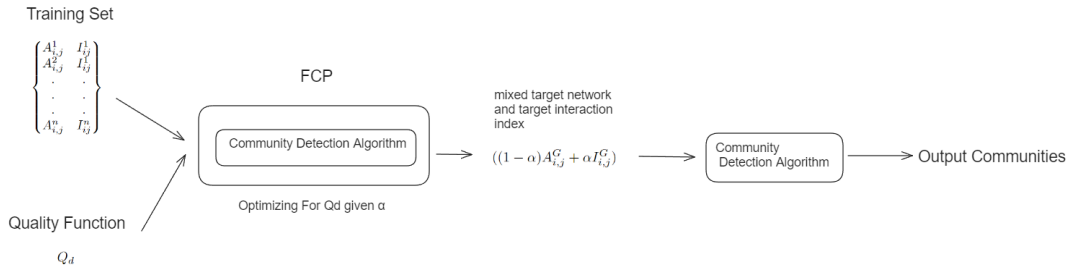 Training Set
A^1_{i,j} I^1_{ij}
A^2_{i,j} I^1_{ij}
. .
. .
. .
A^n_{i,j} I^n_{ij}
FCP
Community Detection Algorithm
Optimizing For Qd given α
Quality Function
Q_d
mixed target network
and target interaction
index
((1 − α)A^G_{i,j} + αI^G_{i,j})
Community
Detection Algorithm
Output Communities